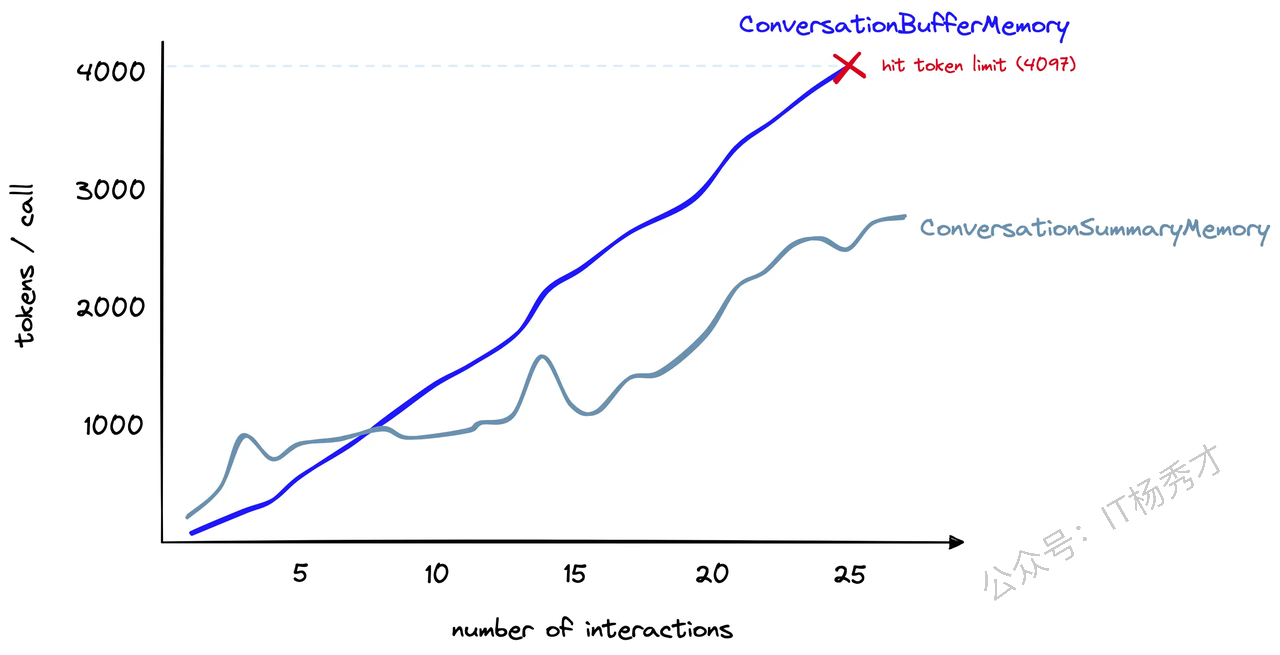 ConversationBufferMemory
hit token limit (4097)
4000
3000
2000
1000
tokens / call
ConversationSummaryMemory
5 10 15 20 25
number of interactions
公众号：IT杨秀才